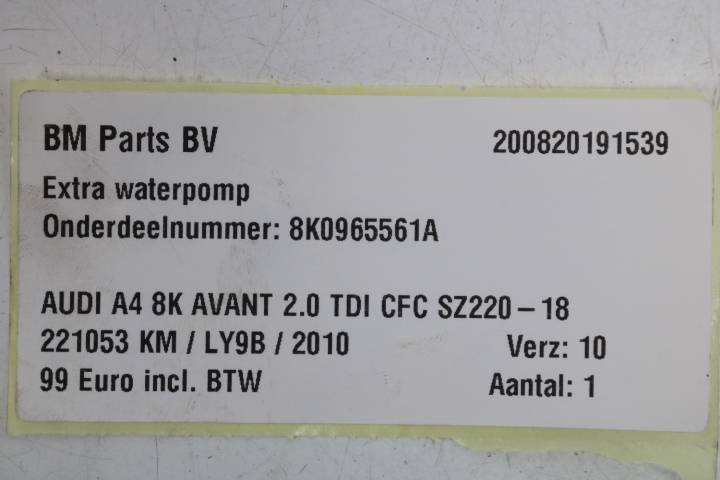 BM Parts BV 200820191539
Extra waterpomp
Onderdeelnummer: 8K0965561A
AUDI A4 8K AVANT 2.0 TDI CFC SZ220-18
221053 KM / LY9B / 2010 Verz: 10
99 Euro incl. BTW Aantal: 1